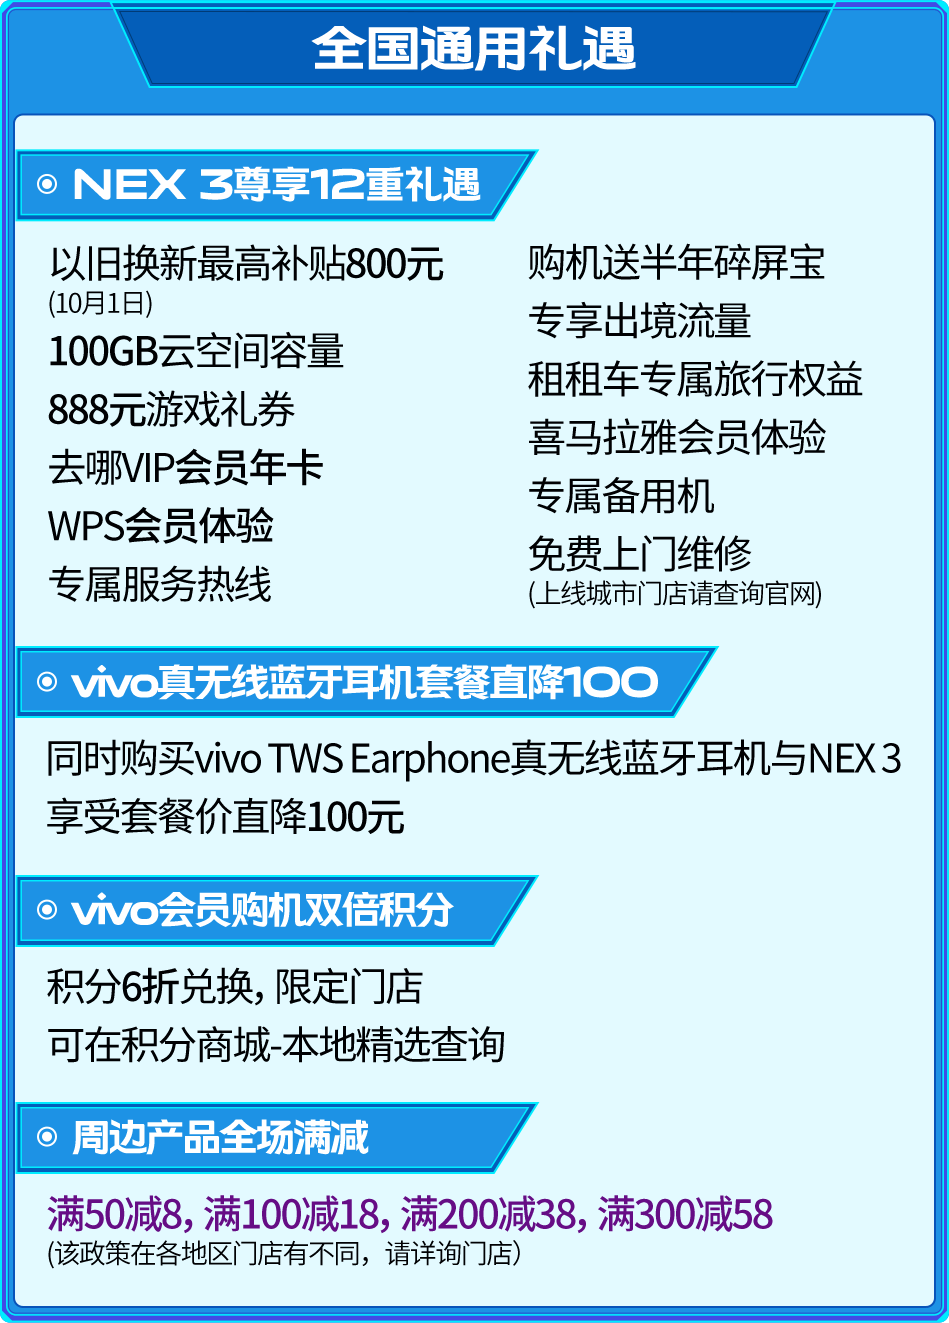 全国通用礼遇
NEX 3尊享12重礼遇
以旧换新最高补贴800元
(10月1日)
100GB云空间容量
888元游戏礼券
去哪VIP会员年卡
WPS会员体验
专属服务热线
购机送半年碎屏宝
专享出境流量
租租车专属旅行权益
喜马拉雅会员体验
专属备用机
免费上门维修
(上线城市门店请查询官网)
vivo真无线蓝牙耳机套餐直降100
同时购买vivo TWS Earphone真无线蓝牙耳机与NEX 3
享受套餐价直降100元
vivo会员购机双倍积分
积分6折兑换，限定门店
可在积分商城-本地精选查询
周边产品全场满减
满50减8，满100减18，满200减38，满300减58
(该政策在各地区门店有不同，请详询门店）